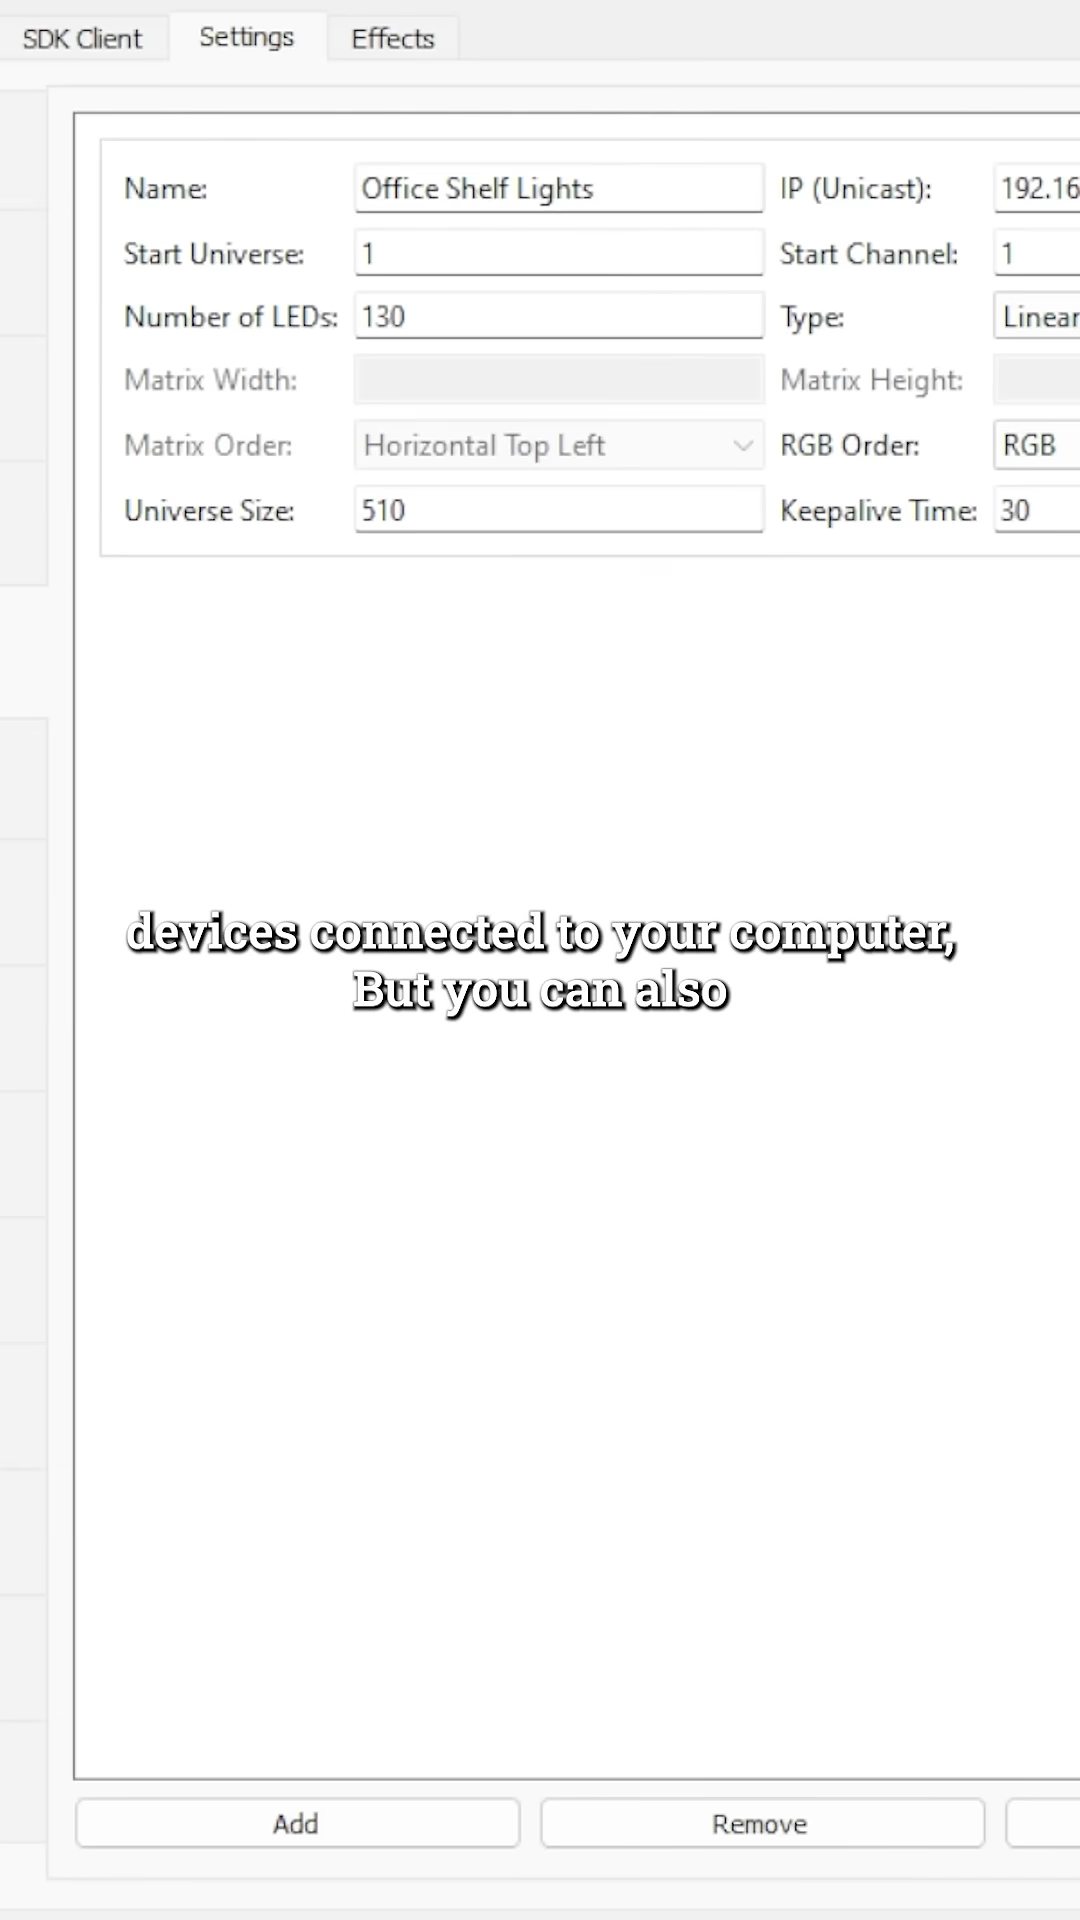 SDK Client Settings Effects
Name: Office Shelf Lights IP (Unicast): 192.16
Start Universe: 1 Start Channel: 1
Number of LEDs: 130 Type: Linear
Matrix Width: Matrix Height:
Matrix Order: Horizontal Top Left RGB Order: RGB
Universe Size: 510 Keepalive Time: 30
devices connected to your computer,
But you can also
Add Remove